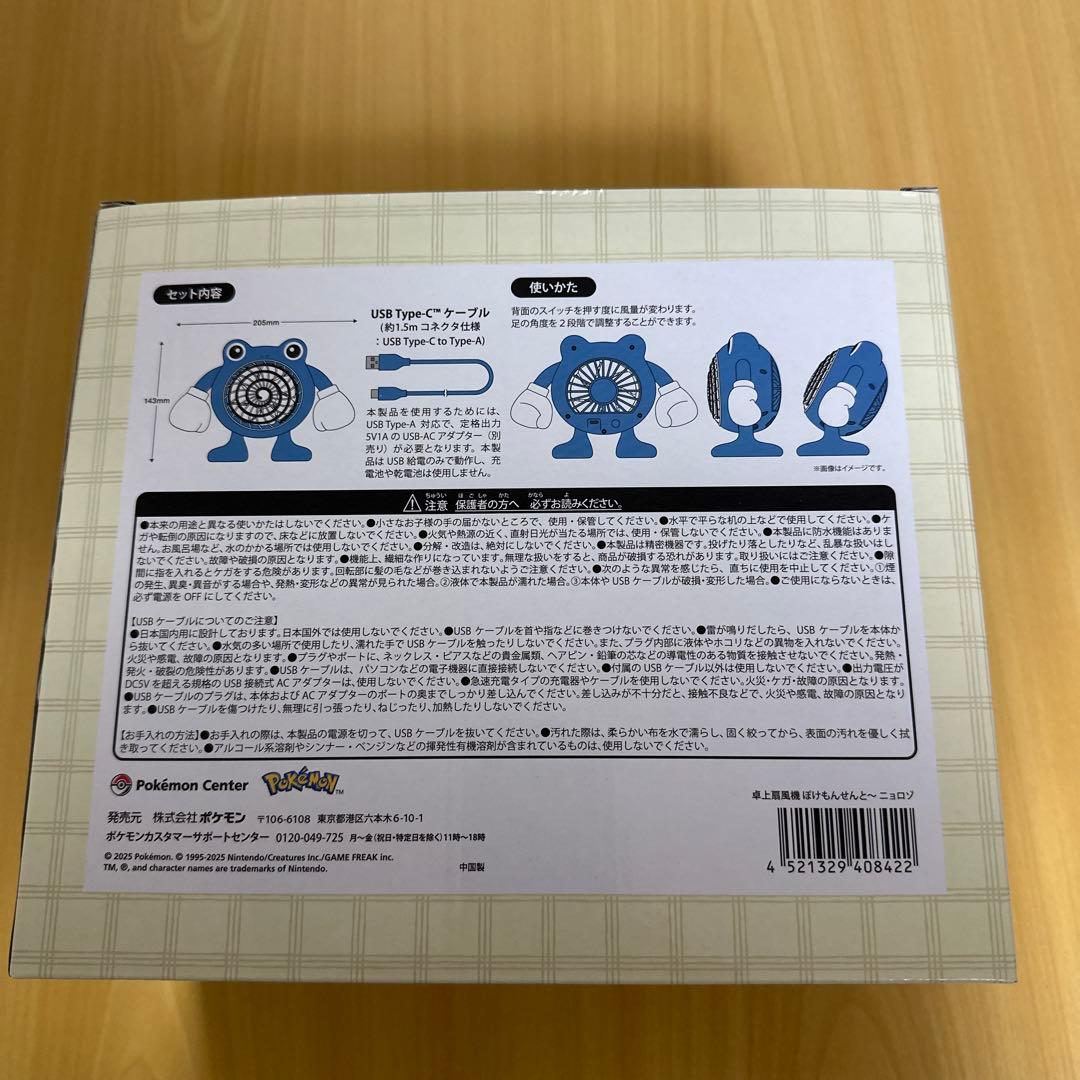 セット内容
205mm
143mm
USB Type-C™ ケーブル
(約1.5m コネクタ仕様
：USB Type-C to Type-A)
本製品を使用するためには、
USB Type-A 対応で、定格出力
5V1A の USB-AC アダプター（別
売り）が必要となります。本製
品は USB 給電のみで動作し、充
電池や乾電池は使用しません。
使いかた
背面のスイッチを押す度に風量が変わります。
足の角度を２段階で調整することができます。
※画像はイメージです。
注意 保護者の方へ 必ずお読みください。
ちゅうい ほごしゃ かた かなら よ
●本来の用途と異なる使いかたはしないでください。●小さなお子様の手の届かないところで、使用・保管してください。●水平で平らな机の上などで使用してください。●ケ
ガや転倒の原因になりますので、床などに放置しないでください。●火気や熱源の近く、直射日光が当たる場所では、使用・保管しないでください。●本製品に防水機能はありま
せん。お風呂場など、水のかかる場所では使用しないでください。●分解・改造は、絶対にしないでください。●本製品は精密機器です。投げたり落としたりなど、乱暴な扱いはし
ないでください。故障や破損の原因となります。●機能上、繊細な作りになっています。無理な扱いをすると、商品が破損する恐れがあります。取り扱いにはご注意ください。●隙
間に指を入れるとケガをする危険があります。回転部に髪の毛などが巻き込まれないようご注意ください。●次のような異常を感じたら、直ちに使用を中止してください。①煙
の発生、異臭・異音がする場合や、発熱・変形などの異常が見られた場合。②液体で本製品が濡れた場合。③本体や USB ケーブルが破損・変形した場合。●ご使用にならないときは、
必ず電源を OFF にしてください。
【USB ケーブルについてのご注意】
●日本国内用に設計しております。日本国外では使用しないでください。●USB ケーブルを首や指などに巻きつけないでください。●雷が鳴りだしたら、USB ケーブルを本体か
ら抜いてください。●水気の多い場所で使用したり、濡れた手で USB ケーブルを触ったりしないでください。また、プラグ内部に液体やホコリなどの異物を入れないでください。
火災や感電、故障の原因となります。●プラグやポートに、ネックレス・ピアスなどの貴金属類、ヘアピン・鉛筆の芯などの導電性のある物質を接触させないでください。発熱・
発火・破裂の危険性があります。●USB ケーブルは、パソコンなどの電子機器に直接接続しないでください。●付属の USB ケーブル以外は使用しないでください。●出力電圧が
DC5V を超える規格の USB 接続式 AC アダプターは、使用しないでください。●急速充電タイプの充電器やケーブルを使用しないでください。火災・ケガ・故障の原因となります。
●USB ケーブルのプラグは、本体および AC アダプターのポートの奥までしっかり差し込んでください。差し込みが不十分だと、接触不良などで、火災や感電、故障の原因となりま
す。●USB ケーブルを傷つけたり、無理に引っ張ったり、ねじったり、加熱したりしないでください。
【お手入れの方法】●お手入れの際は、本製品の電源を切って、USB ケーブルを抜いてください。●汚れた際は、柔らかい布を水で濡らし、固く絞ってから、表面の汚れを優しく拭
き取ってください。●アルコール系溶剤やシンナー・ベンジンなどの揮発性有機溶剤が含まれているものは、使用しないでください。
Pokémon Center POKéMON™
発売元 株式会社ポケモン 〒106-6108 東京都港区六本木6-10-1
ポケモンカスタマーサポートセンター 0120-049-725 月～金（祝日・特定日を除く）11時～18時
© 2025 Pokémon. © 1995-2025 Nintendo/Creatures Inc./GAME FREAK inc.
TM, ®, and character names are trademarks of Nintendo.
中国製
卓上扇風機 ぽけもんせんと〜 ニョロゾ
4 521329 408422